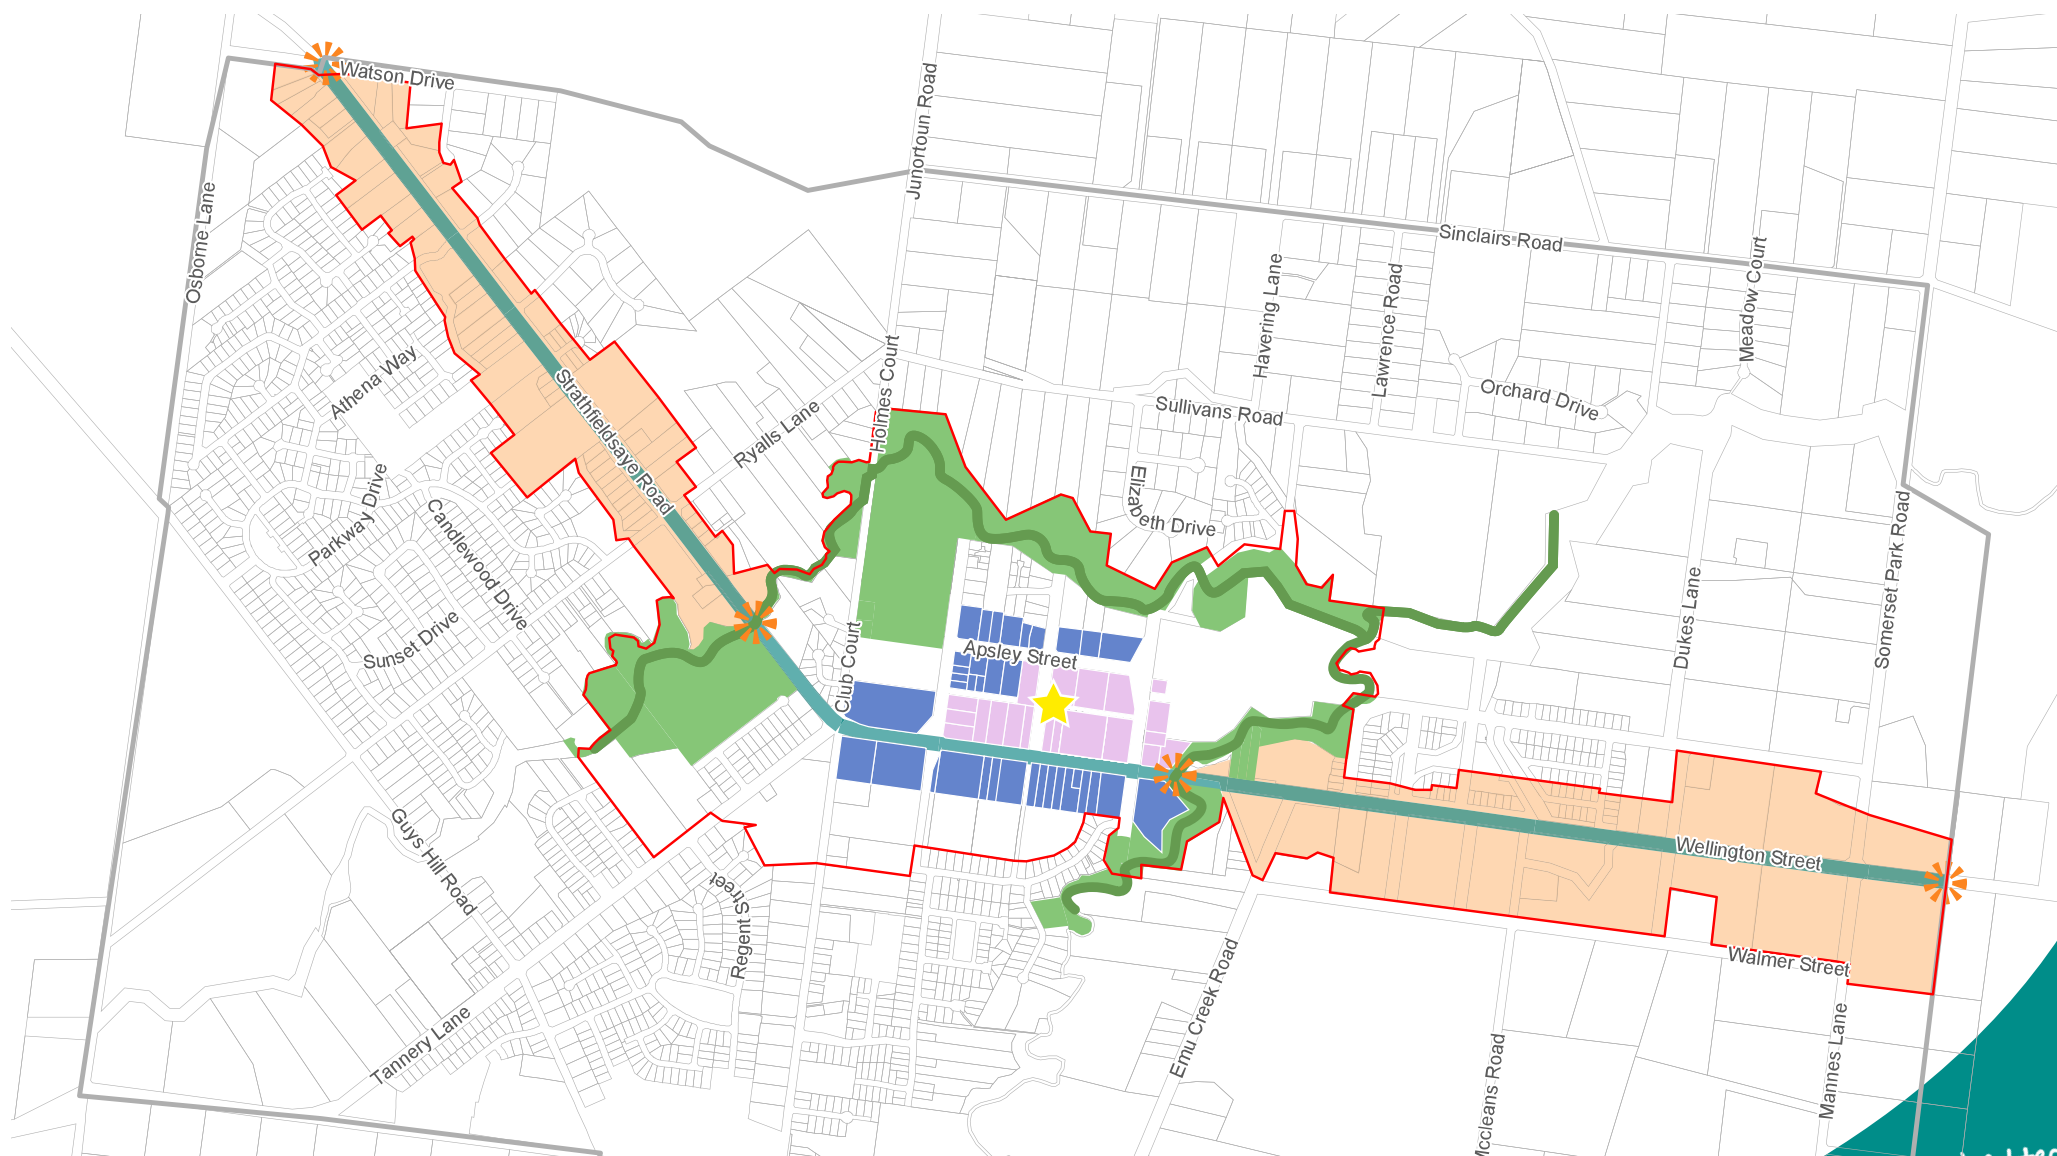 Watson Drive
Junortoun Road
Osborne Lane
Sinclairs Road
Meadow Court
Havering Lane
Lawrence Road
Holmes Court
Athena Way
Strathfieldsaye Road
Orchard Drive
Sullivans Road
Ryalls Lane
Elizabeth Drive
Parkway Drive
Candlewood Drive
Somerset Park Road
Dukes Lane
Sunset Drive
Club Court
Apsley Street
Guys Hill Road
Wellington Street
Regent Street
Walmer Street
Emu Creek Road
Tannery Lane
Mannes Lane
Mccleans Road